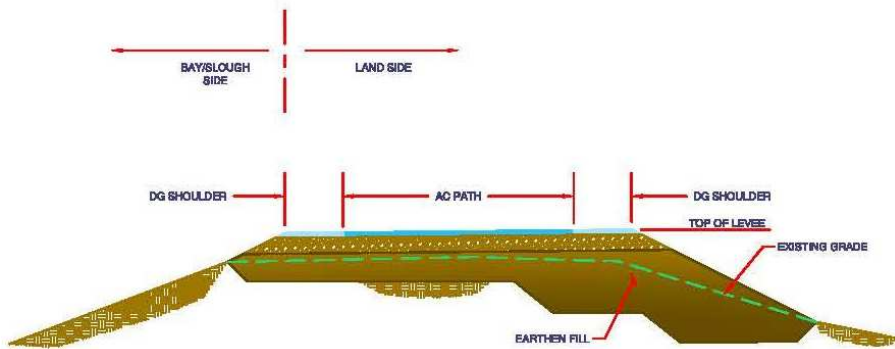 BAY/SLOUGH
SIDE
LAND SIDE
DG SHOULDER
AC PATH
DG SHOULDER
TOP OF LEVEE
EXISTING GRADE
EARTHEN FILL